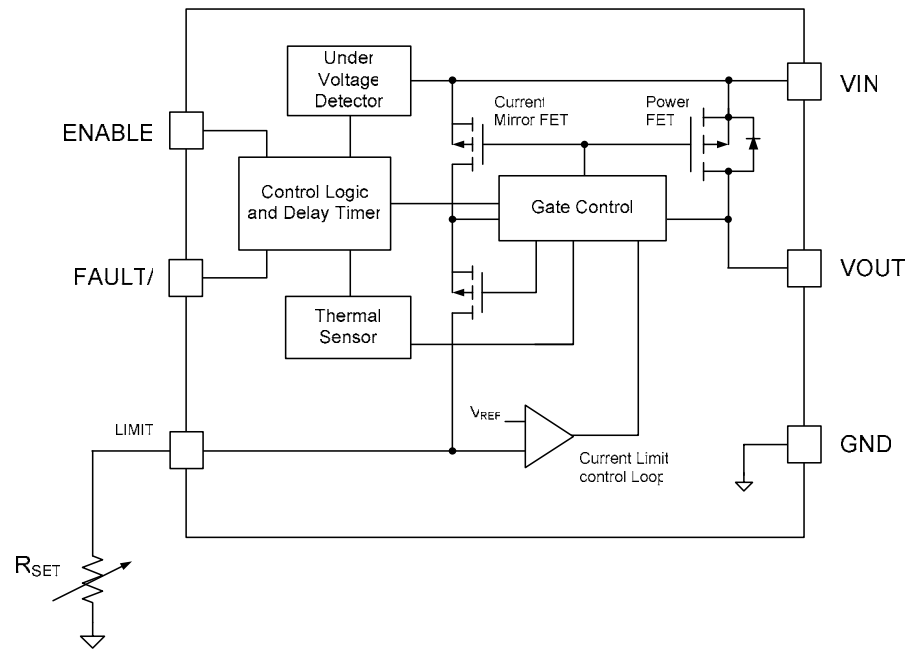 Under
Voltage
Detector
VIN
Current
Mirror FET
Power
FET
ENABLE
Control Logic
and Delay Timer
Gate Control
FAULT/
VOUT
Thermal
Sensor
VREF
LIMIT
GND
Current Limit
control Loop
RSET